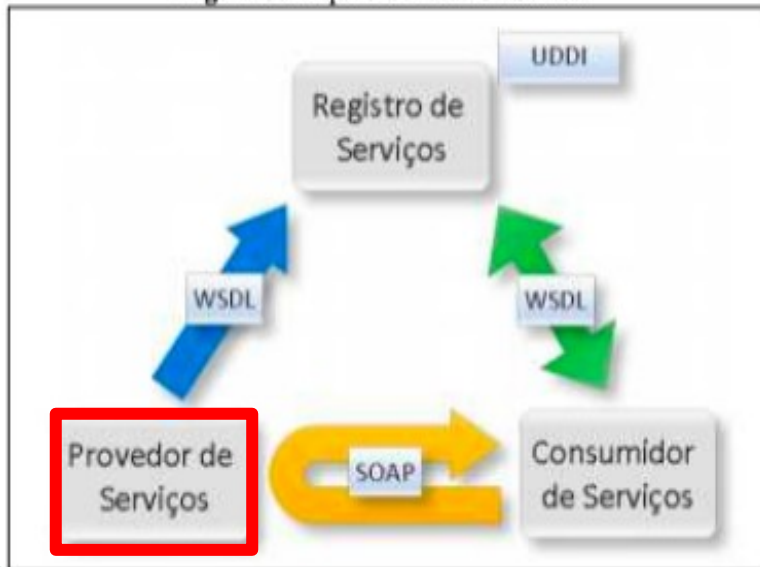 UDDI
Registro de
Serviços
WSDL
WSDL
Provedor de
Serviços
SOAP
Consumidor
de Serviços